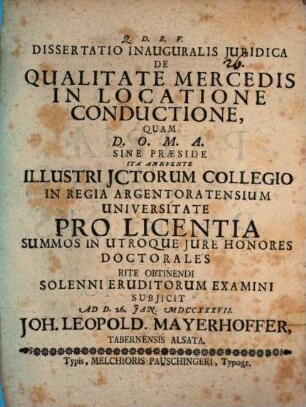 Q. D. B. V.
DISSERTATIO INAUGURALIS JURIDICA
DE 26.
QUALITATE MERCEDIS
IN LOCATIONE
CONDUCTIONE,
QUAM
D. O. M. A.
SINE PRÆSIDE
ITA ANNUENTE
ILLUSTRI JCTORUM COLLEGIO
IN REGIA ARGENTORATENSIUM
UNIVERSITATE
PRO LICENTIA
SUMMOS IN UTROQUE JURE HONORES
DOCTORALES
RITE OBTINENDI
SOLENNI ERUDITORUM EXAMINI
SUBJICIT
AD D. 26. JAN. MDCCXXXVII.
JOH. LEOPOLD. MAYERHOFFER,
TABERNENSIS ALSATA.
Typis, MELCHIORIS PAUSCHINGERI, Typogr.